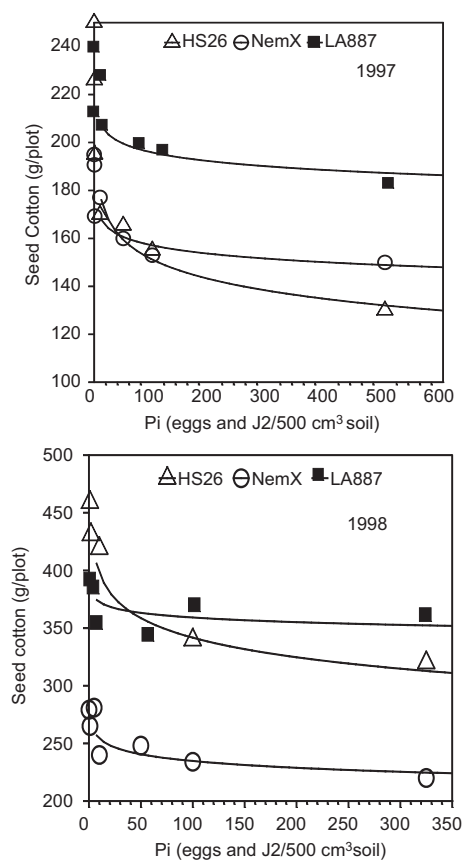 HS26 NemX LA887
1997
240
220
200
180
160
140
120
100
Seed Cotton (g/plot)
0 100 200 300 400 500 600
Pi (eggs and J2/500 cm³ soil)
500
450
400
350
300
250
200
Seed cotton (g/plot)
HS26 NemX LA887
1998
0 50 100 150 200 250 300 350
Pi (eggs and J2/500 cm³soil)